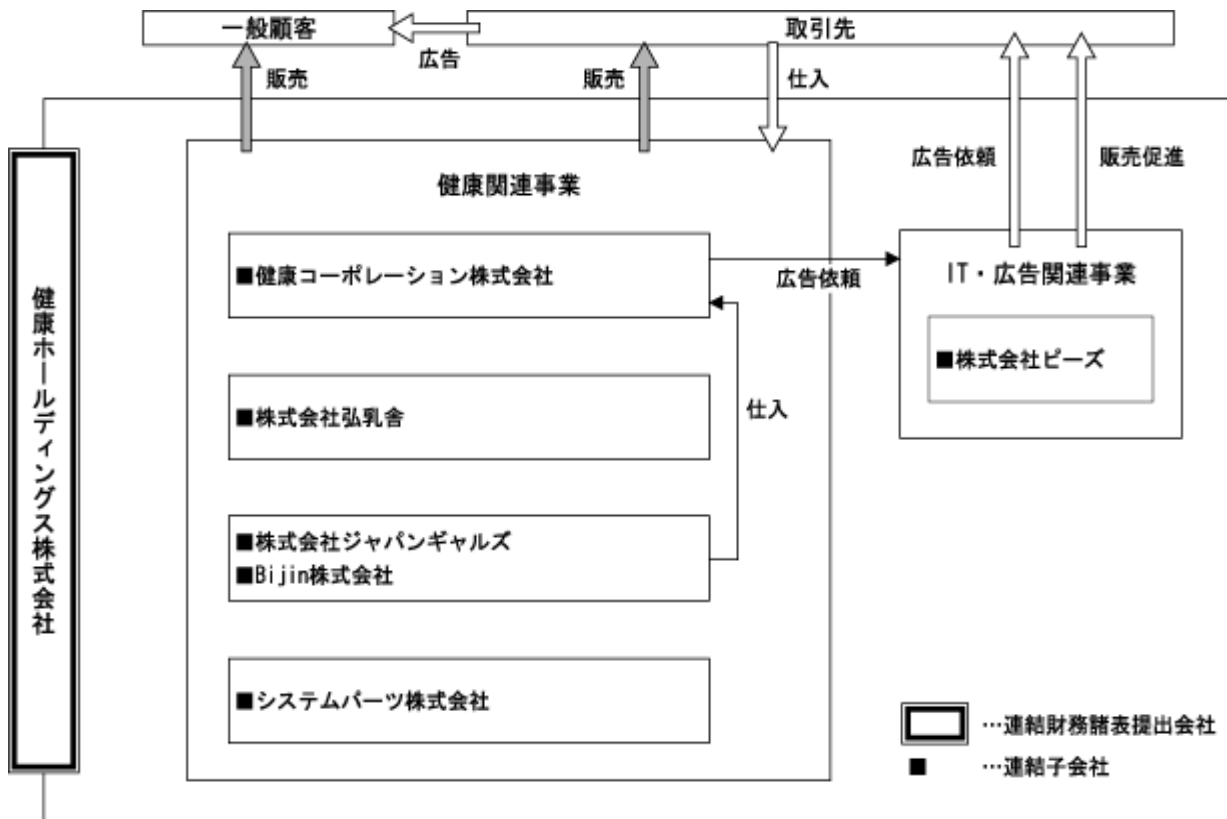 一般顧客
取引先
広告
販売
販売
仕入
広告依頼
販売促進
健康ホールディングス株式会社
健康関連事業
■健康コーポレーション株式会社
広告依頼
IT・広告関連事業
■株式会社ピーズ
■株式会社弘乳舎
仕入
■株式会社ジャパンギャルズ
■Bijin株式会社
■システムパーツ株式会社
…連結財務諸表提出会社
■ …連結子会社